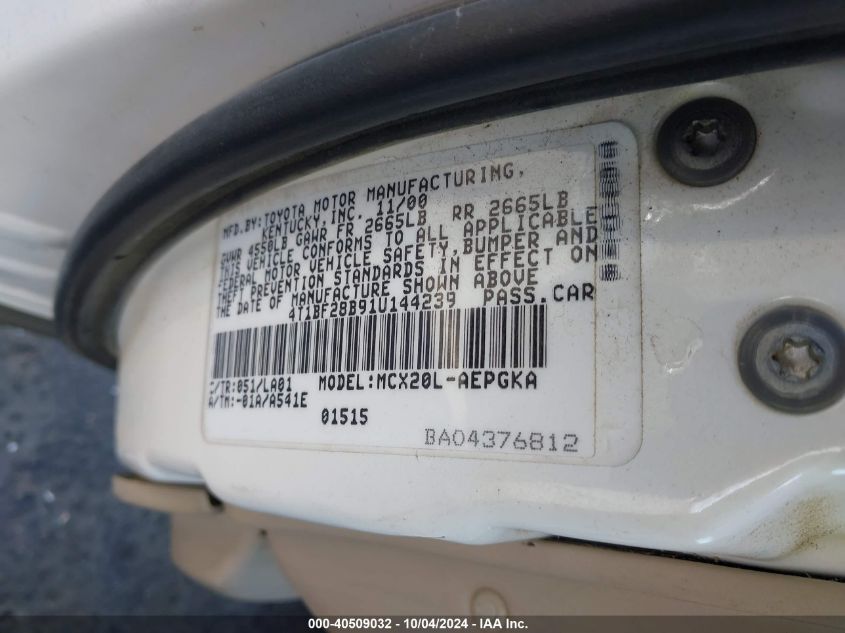 MFD.BY:TOYOTA MOTOR MANUFACTURING,
KENTUCKY, INC. 11/00
GVWR 4550LB GAWR FR 2665LB RR 2665LB
THIS VEHICLE CONFORMS TO ALL APPLICABLE
FEDERAL MOTOR VEHICLE SAFETY,BUMPER AND
THEFT PREVENTION STANDARDS IN EFFECT ON
THE DATE OF MANUFACTURE SHOWN ABOVE
4T1BF28B91U144239 PASS.CAR
C/TR:051/LA01 MODEL:MCX20L-AEPGKA
A/TM:-01A/A541E
01515
BA04376812
000-40509032 - 10/04/2024 - IAA Inc.